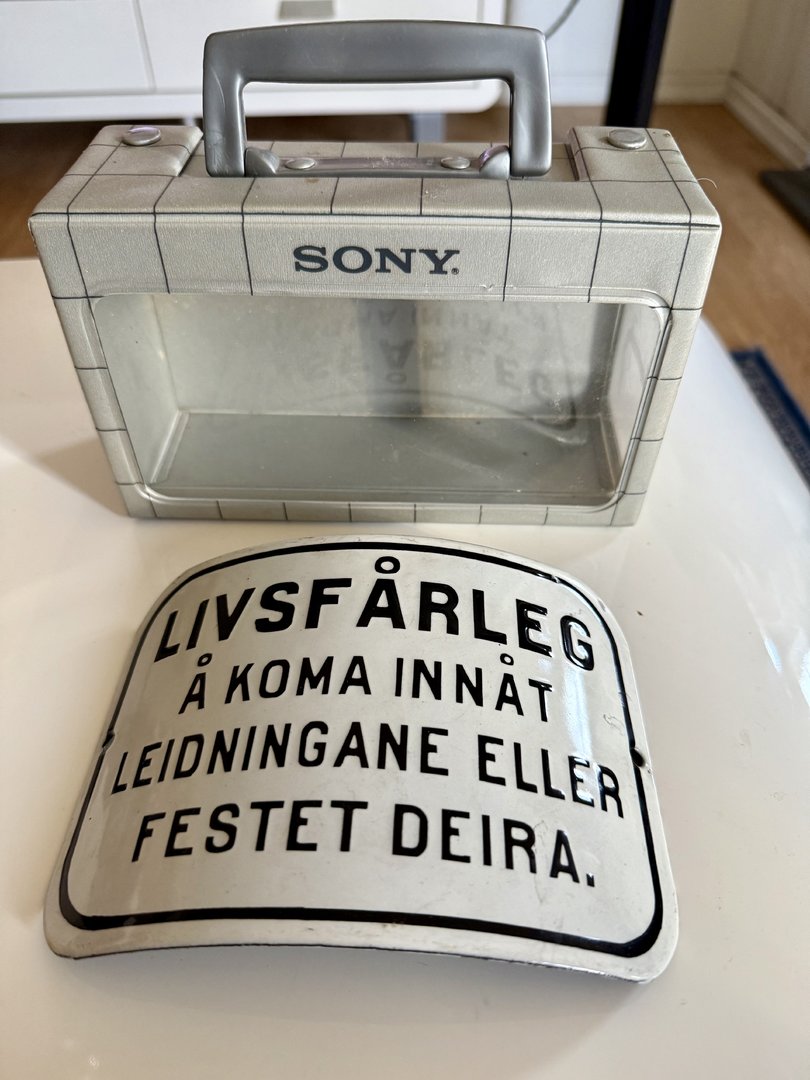 SONY
LIVSFÅRLEG
Å KOMA INNÅT
LEIDNINGANE ELLER
FESTET DEIRA.